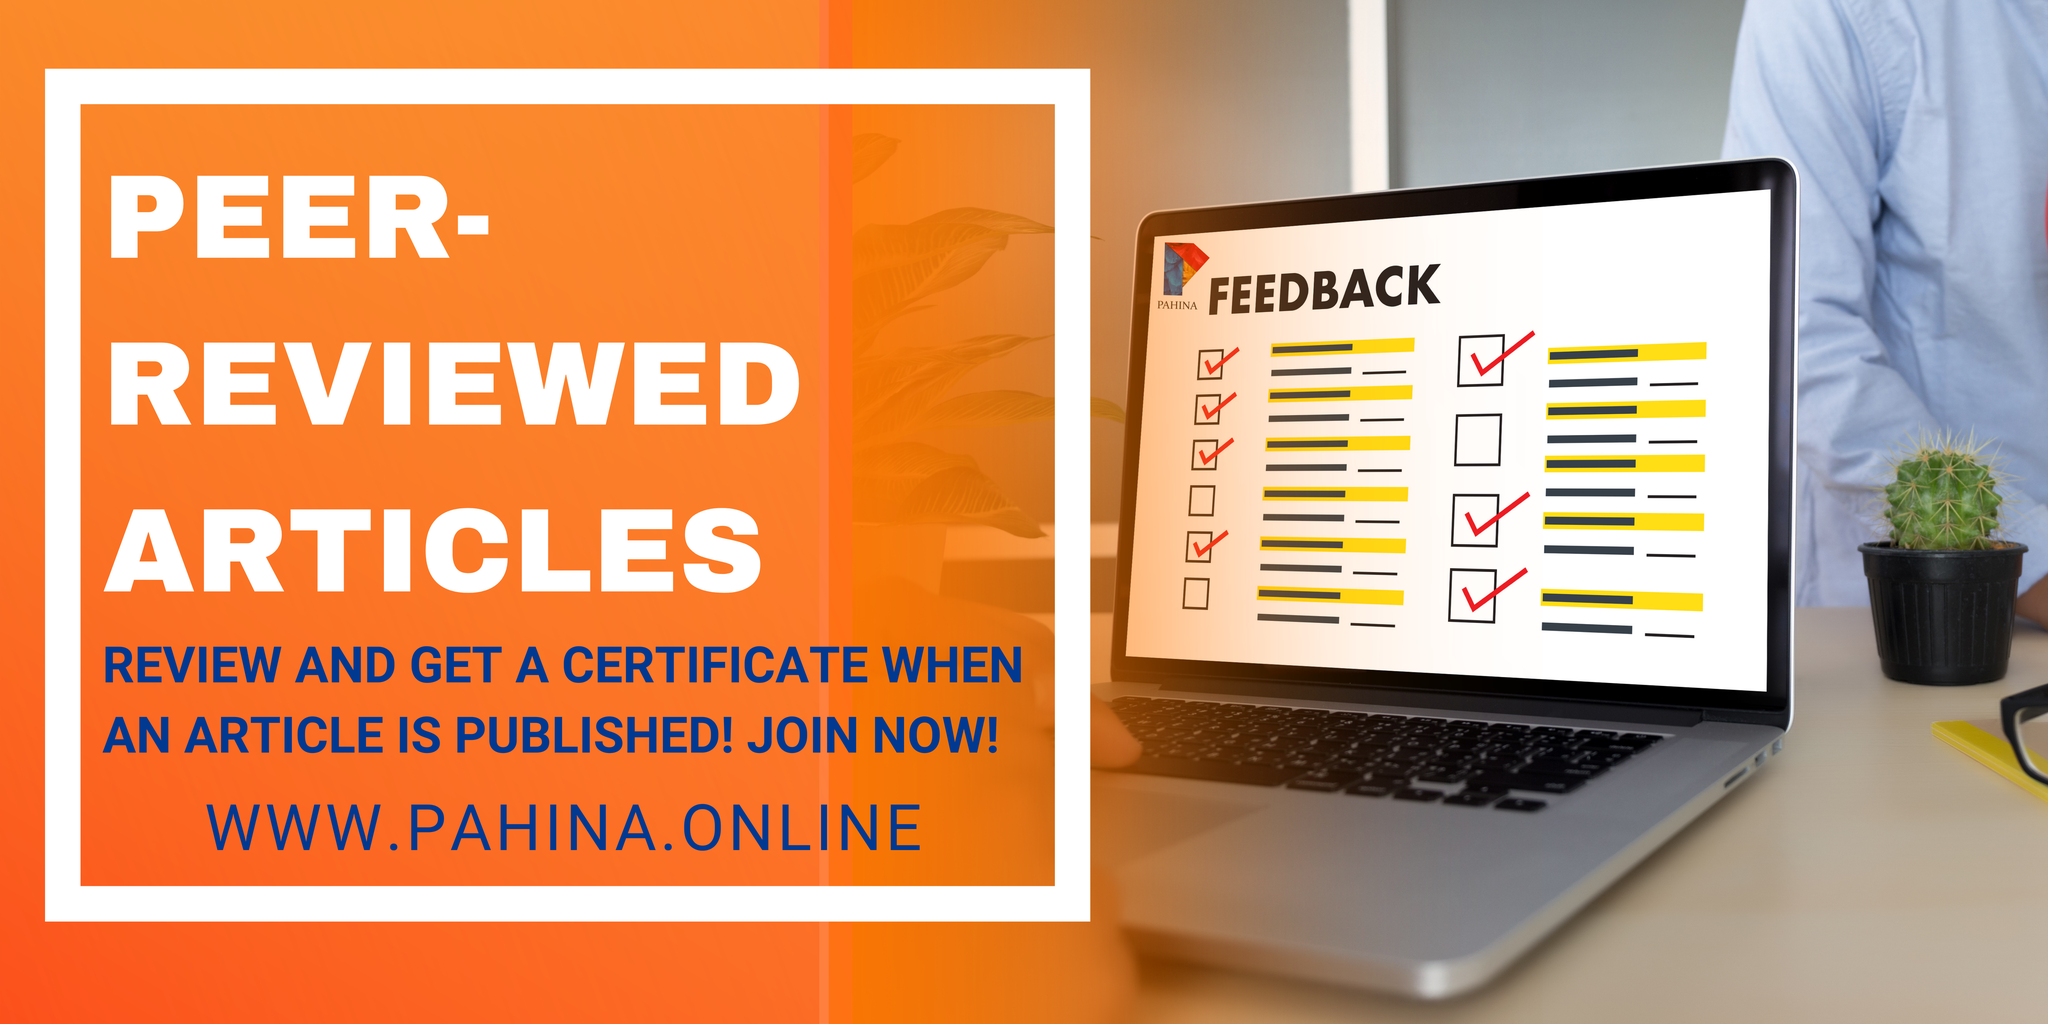 PEER-
REVIEWED
ARTICLES
REVIEW AND GET A CERTIFICATE WHEN
AN ARTICLE IS PUBLISHED! JOIN NOW!
WWW.PAHINA.ONLINE
PAHINA
FEEDBACK